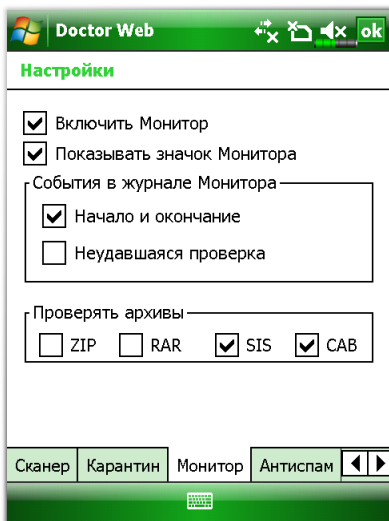 Doctor Web ok
Настройки
Включить Монитор
Показывать значок Монитора
События в журнале Монитора
Начало и окончание
Неудавшаяся проверка
Проверять архивы
ZIP RAR SIS CAB
Сканер Карантин Монитор Антиспам